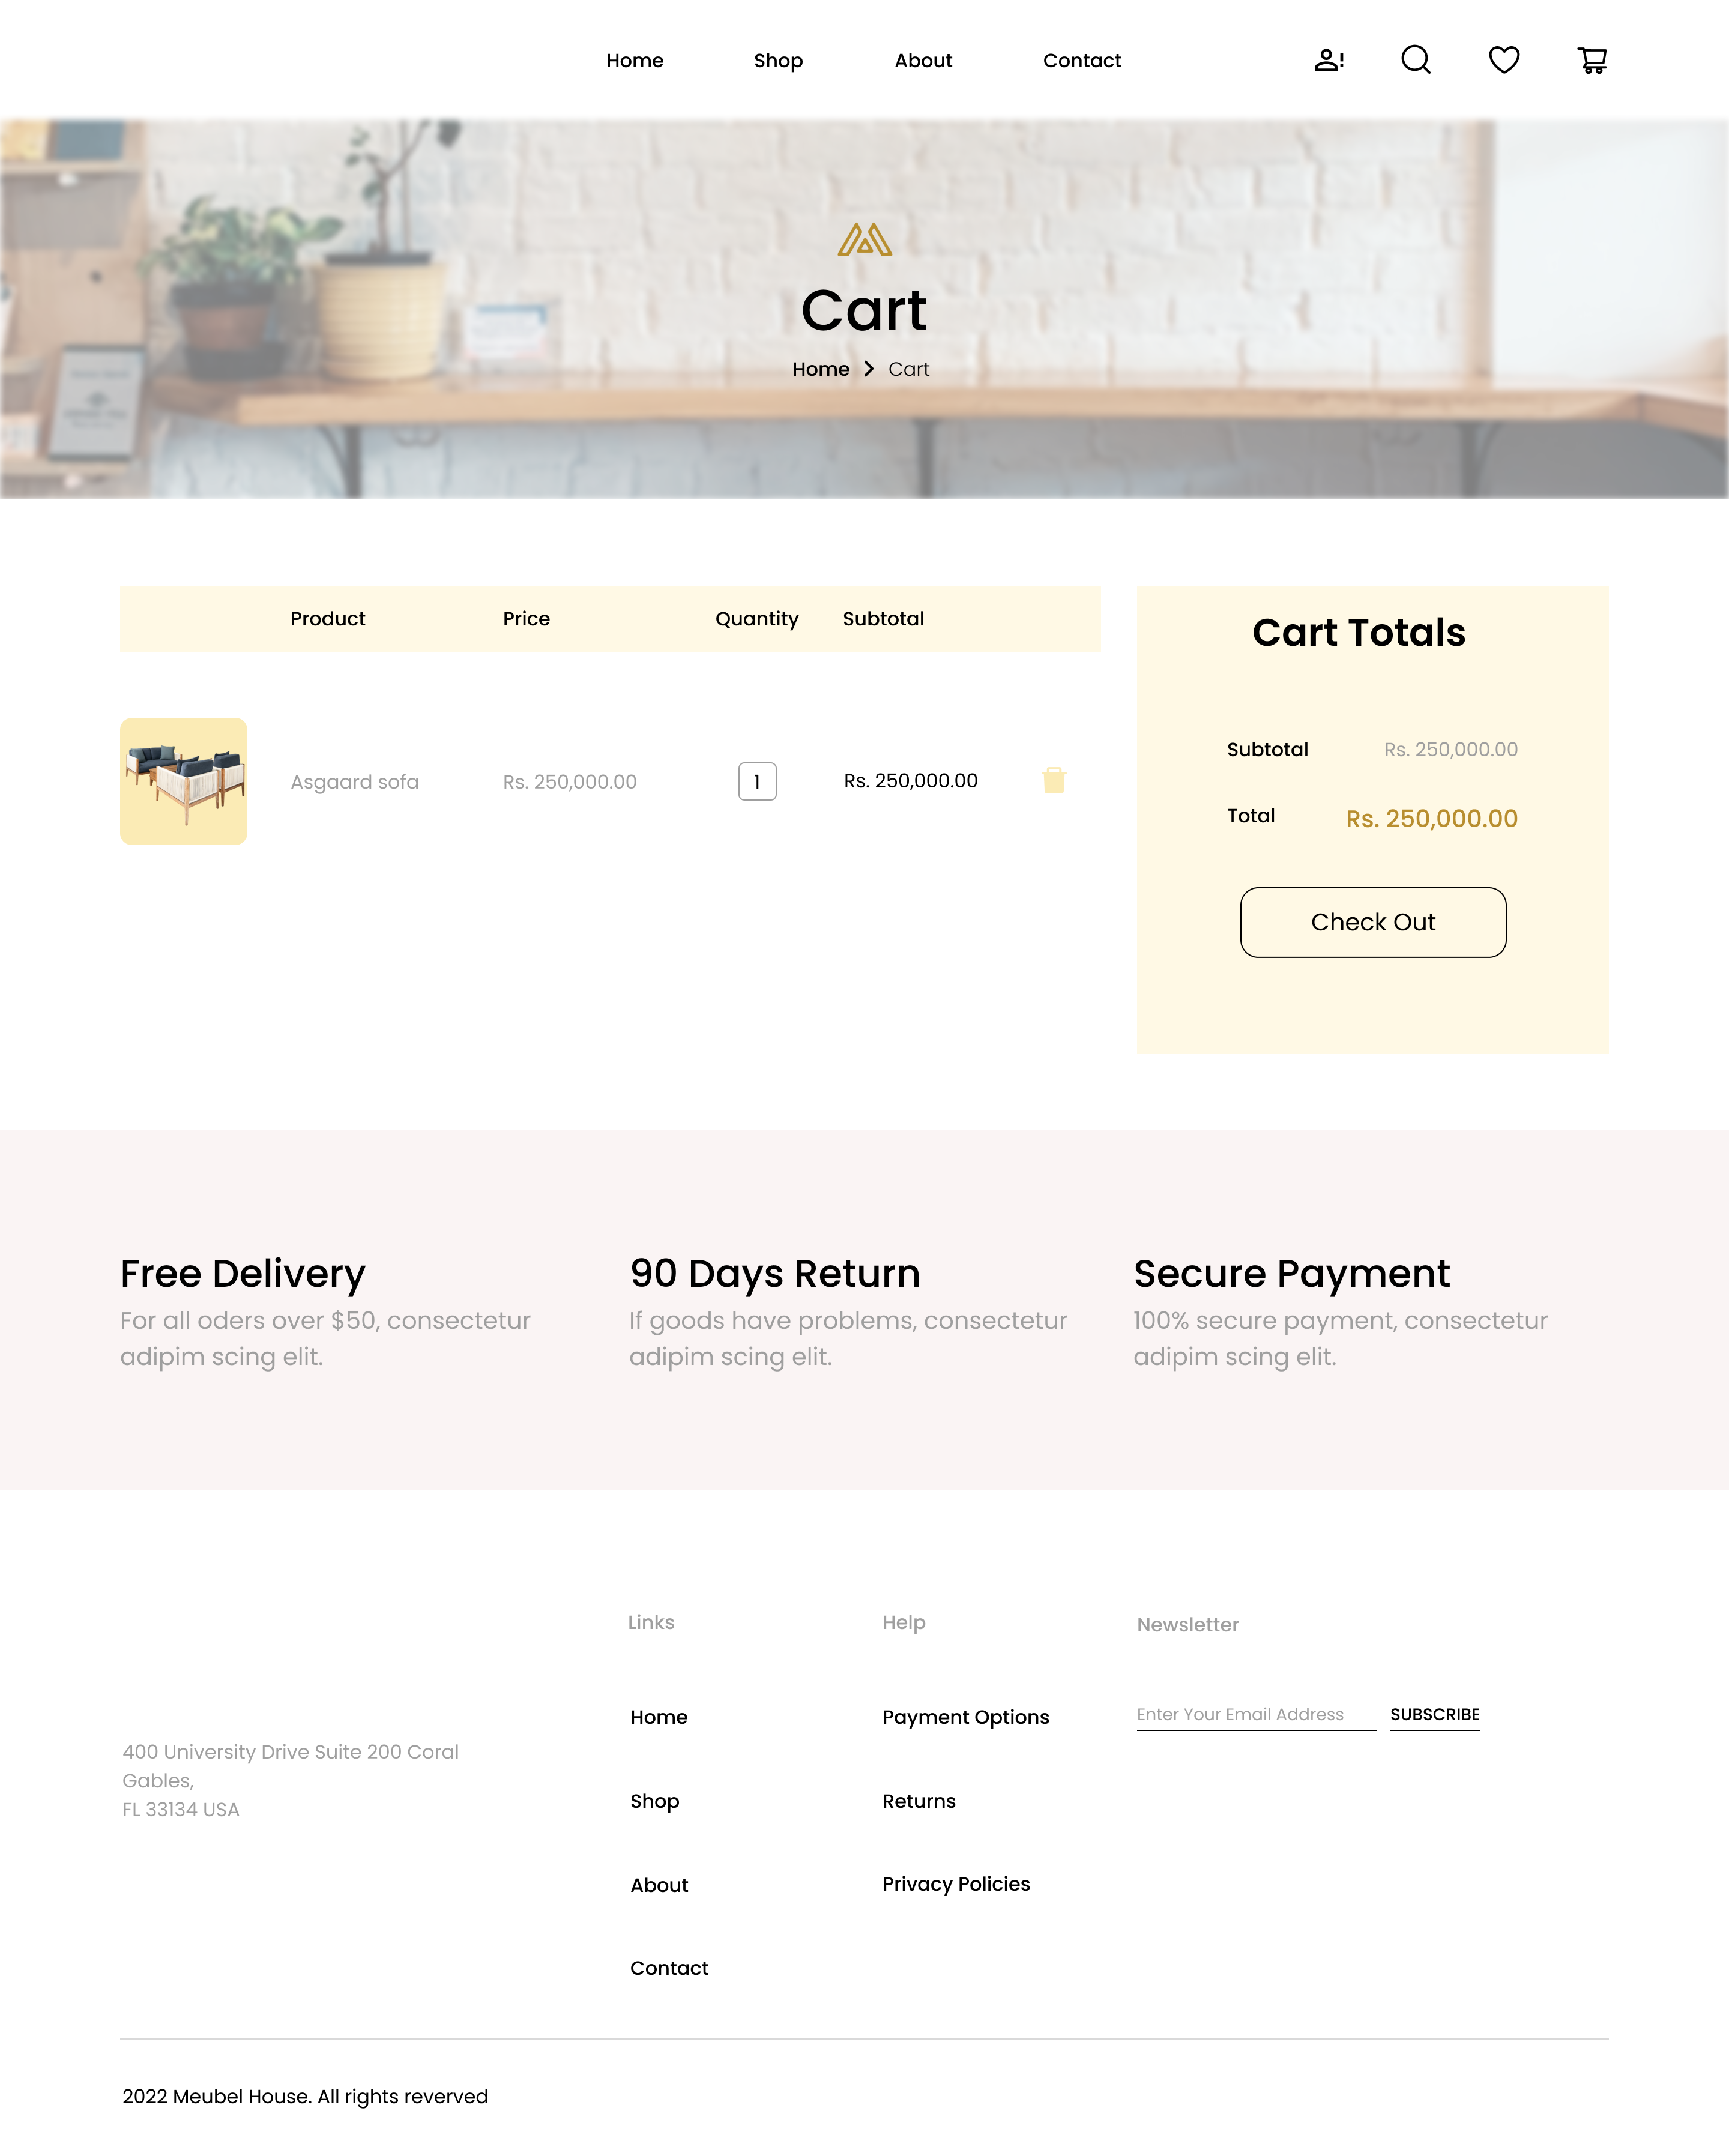 Home Shop About Contact
Cart
Home Cart
Product Price Quantity Subtotal
Asgaard sofa Rs. 250,000.00 1 Rs. 250,000.00
Cart Totals
Subtotal Rs. 250,000.00
Total Rs. 250,000.00
Check Out
Free Delivery
For all oders over $50, consectetur
adipim scing elit.
90 Days Return
If goods have problems, consectetur
adipim scing elit.
Secure Payment
100% secure payment, consectetur
adipim scing elit.
400 University Drive Suite 200 Coral
Gables,
FL 33134 USA
Links
Home
Shop
About
Contact
Help
Payment Options
Returns
Privacy Policies
Newsletter
Enter Your Email Address SUBSCRIBE
2022 Meubel House. All rights reverved